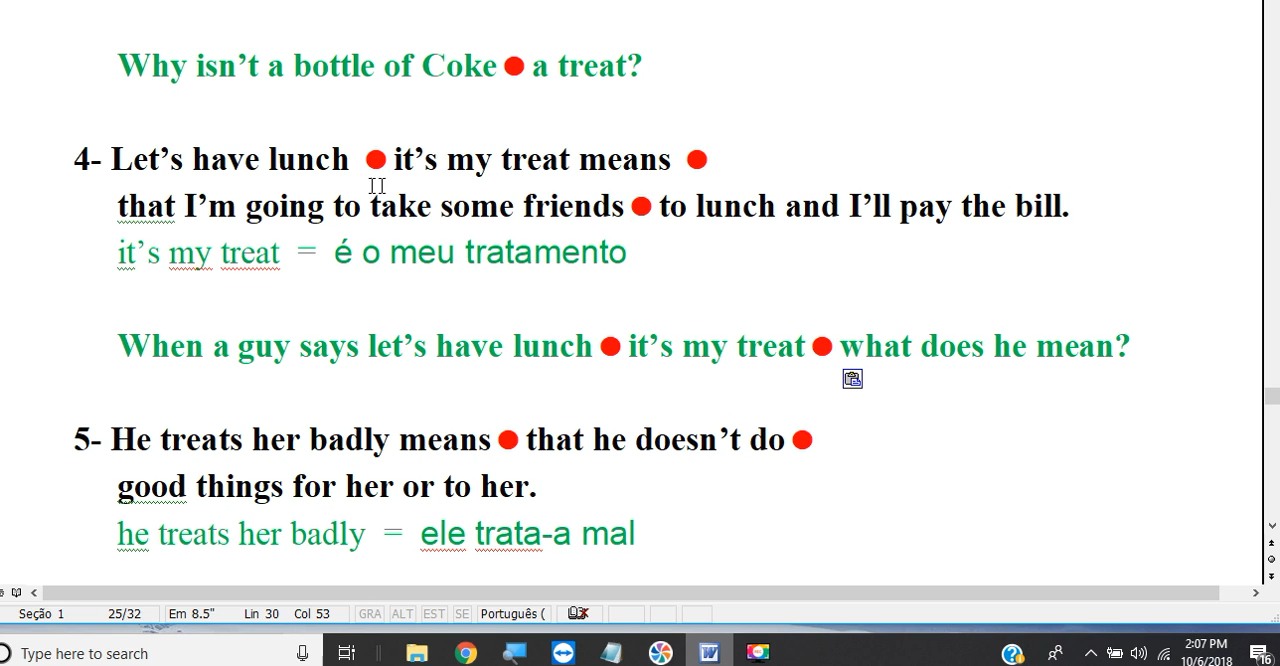 Why isn’t a bottle of Coke ● a treat?
4- Let’s have lunch ● it’s my treat means ●
that I’m going to take some friends ● to lunch and I’ll pay the bill.
it’s my treat = é o meu tratamento
When a guy says let’s have lunch ● it’s my treat ● what does he mean?
5- He treats her badly means ● that he doesn’t do ●
good things for her or to her.
he treats her badly = ele trata-a mal
Seção 1 25/32 Em 8.5" Lin 30 Col 53 GRA ALT EST SE Português (
Type here to search
2:07 PM
10/6/2018
16